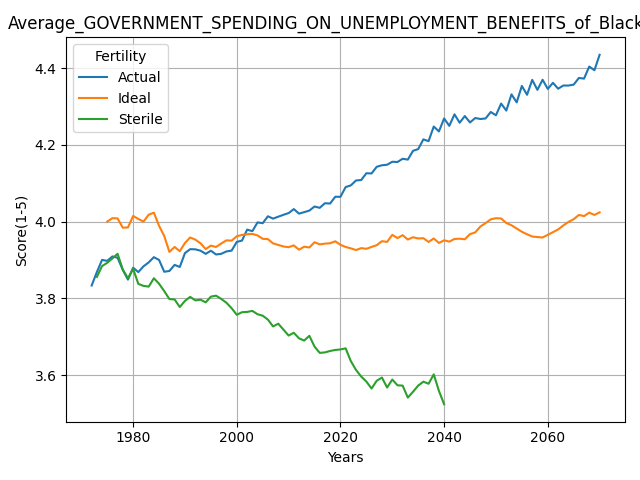 Average_GOVERNMENT_SPENDING_ON_UNEMPLOYMENT_BENEFITS_of_Black
Fertility
Actual
Ideal
Sterile
Score(1-5)
4.4
4.2
4.0
3.8
3.6
1980 2000 2020 2040 2060
Years